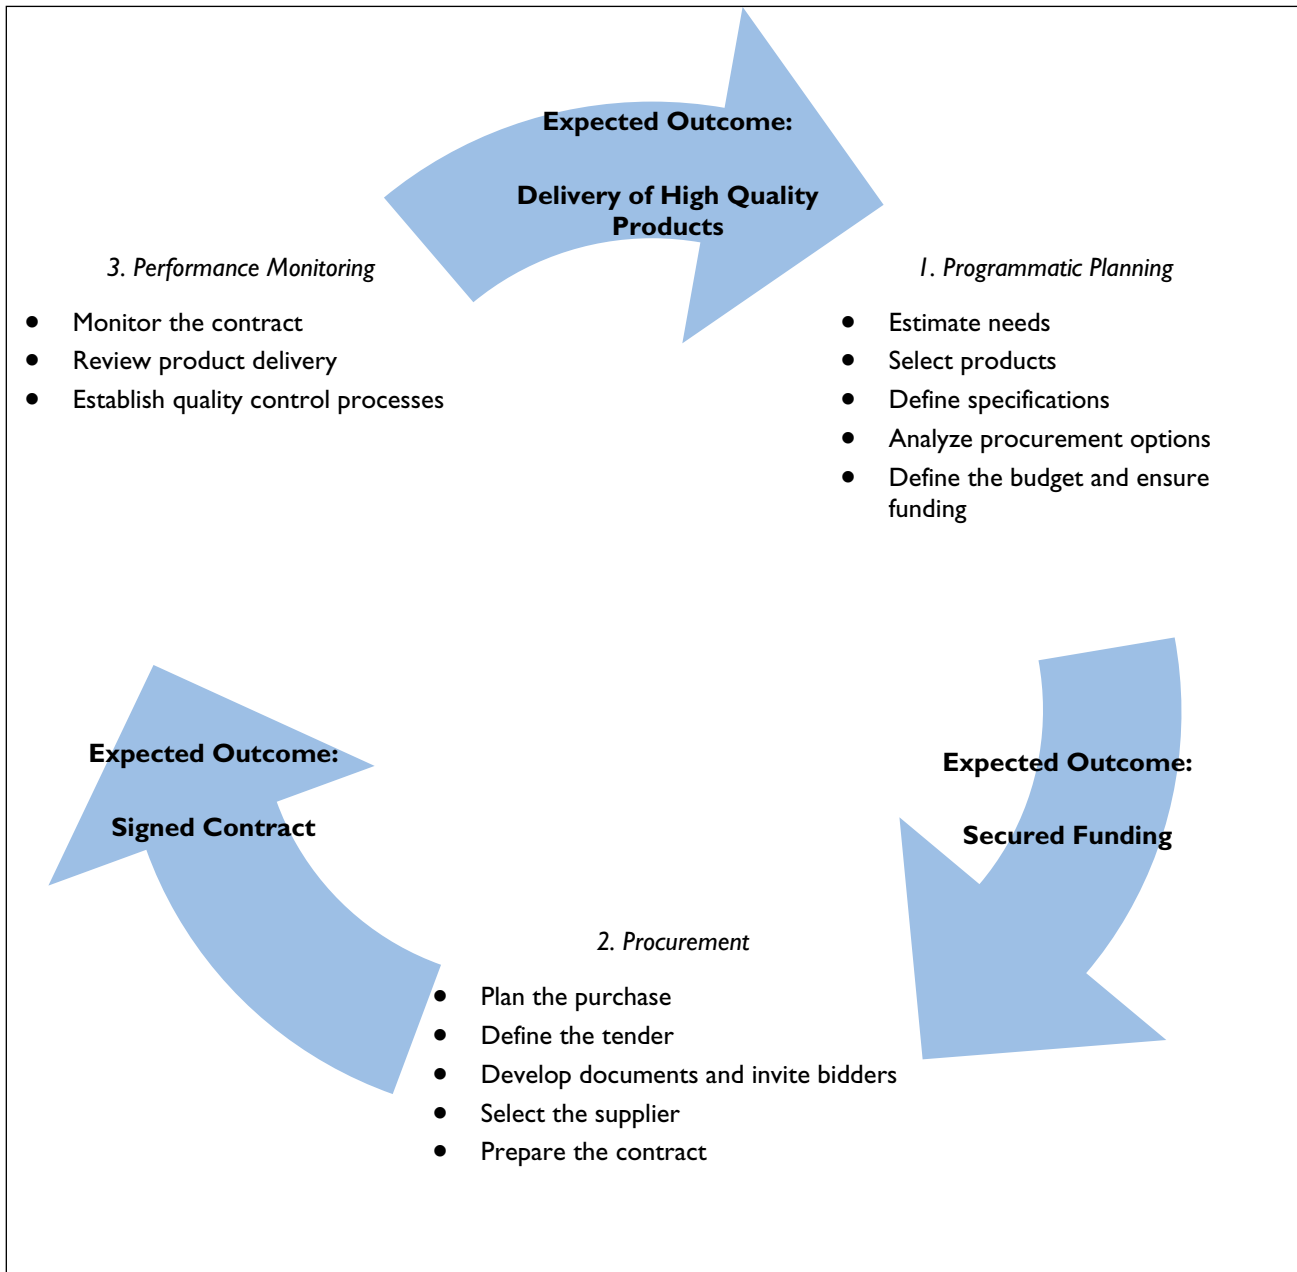 Expected Outcome:
Delivery of High Quality
Products
3. Performance Monitoring
• Monitor the contract
• Review product delivery
• Establish quality control processes
1. Programmatic Planning
• Estimate needs
• Select products
• Define specifications
• Analyze procurement options
• Define the budget and ensure
funding
Expected Outcome:
Signed Contract
Expected Outcome:
Secured Funding
2. Procurement
• Plan the purchase
• Define the tender
• Develop documents and invite bidders
• Select the supplier
• Prepare the contract